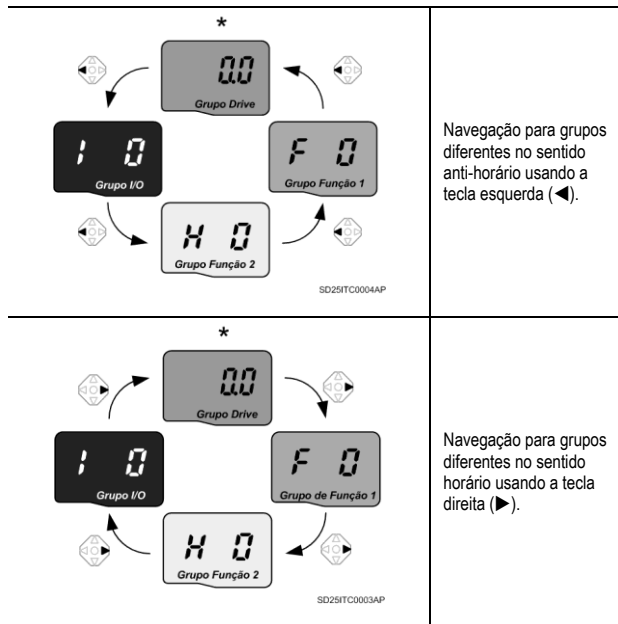 *
0.0
Grupo Drive
I 0
Grupo I/O
F 0
Grupo Função 1
H 0
Grupo Função 2
SD25ITC0004AP
Navegação para grupos
diferentes no sentido
anti-horário usando a
tecla esquerda (◀).
*
0.0
Grupo Drive
I 0
Grupo I/O
F 0
Grupo de Função 1
H 0
Grupo Função 2
SD25ITC0003AP
Navegação para grupos
diferentes no sentido
horário usando a tecla
direita (▶).